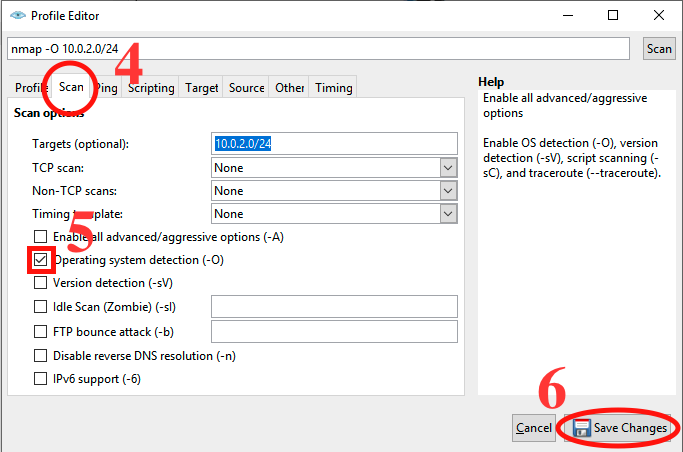 Profile Editor
nmap -O 10.0.2.0/24
Scan
4
Profile Scan Ping Scripting Target Source Other Timing
Scan options
Targets (optional): 10.0.2.0/24
TCP scan: None
Non-TCP scans: None
Timing template: None
5
Enable all advanced/aggressive options (-A)
Operating system detection (-O)
Version detection (-sV)
Idle Scan (Zombie) (-sI)
FTP bounce attack (-b)
Disable reverse DNS resolution (-n)
IPv6 support (-6)
Help
Enable all advanced/aggressive
options
Enable OS detection (-O), version
detection (-sV), script scanning (-
sC), and traceroute (--traceroute).
6
Cancel
Save Changes